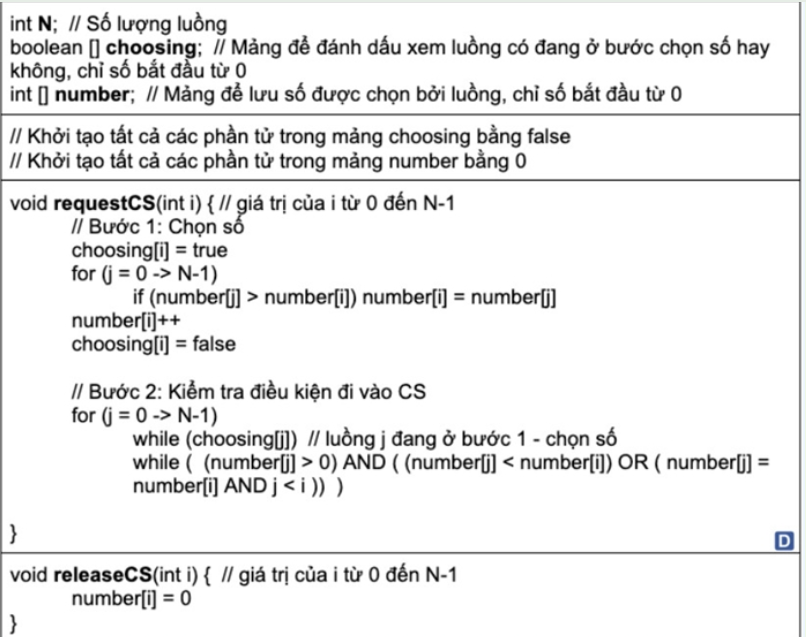 int N;  // Số lượng luồng
boolean [] choosing;  // Mảng để đánh dấu xem luồng có đang ở bước chọn số hay
không, chỉ số bắt đầu từ 0
int [] number;  // Mảng để lưu số được chọn bởi luồng, chỉ số bắt đầu từ 0
// Khởi tạo tất cả các phần tử trong mảng choosing bằng false
// Khởi tạo tất cả các phần tử trong mảng number bằng 0
void requestCS(int i) { // giá trị của i từ 0 đến N-1
// Bước 1: Chọn số
choosing[i] = true
for (j = 0 -> N-1)
if (number[j] > number[i]) number[i] = number[j]
number[i]++
choosing[i] = false
// Bước 2: Kiểm tra điều kiện đi vào CS
for (j = 0 -> N-1)
while (choosing[j])  // luồng j đang ở bước 1 - chọn số
while (  (number[j] > 0) AND ( (number[j] < number[i]) OR ( number[j] =
number[i] AND j < i ))  )
}
D
void releaseCS(int i) {  // giá trị của i từ 0 đến N-1
number[i] = 0
}